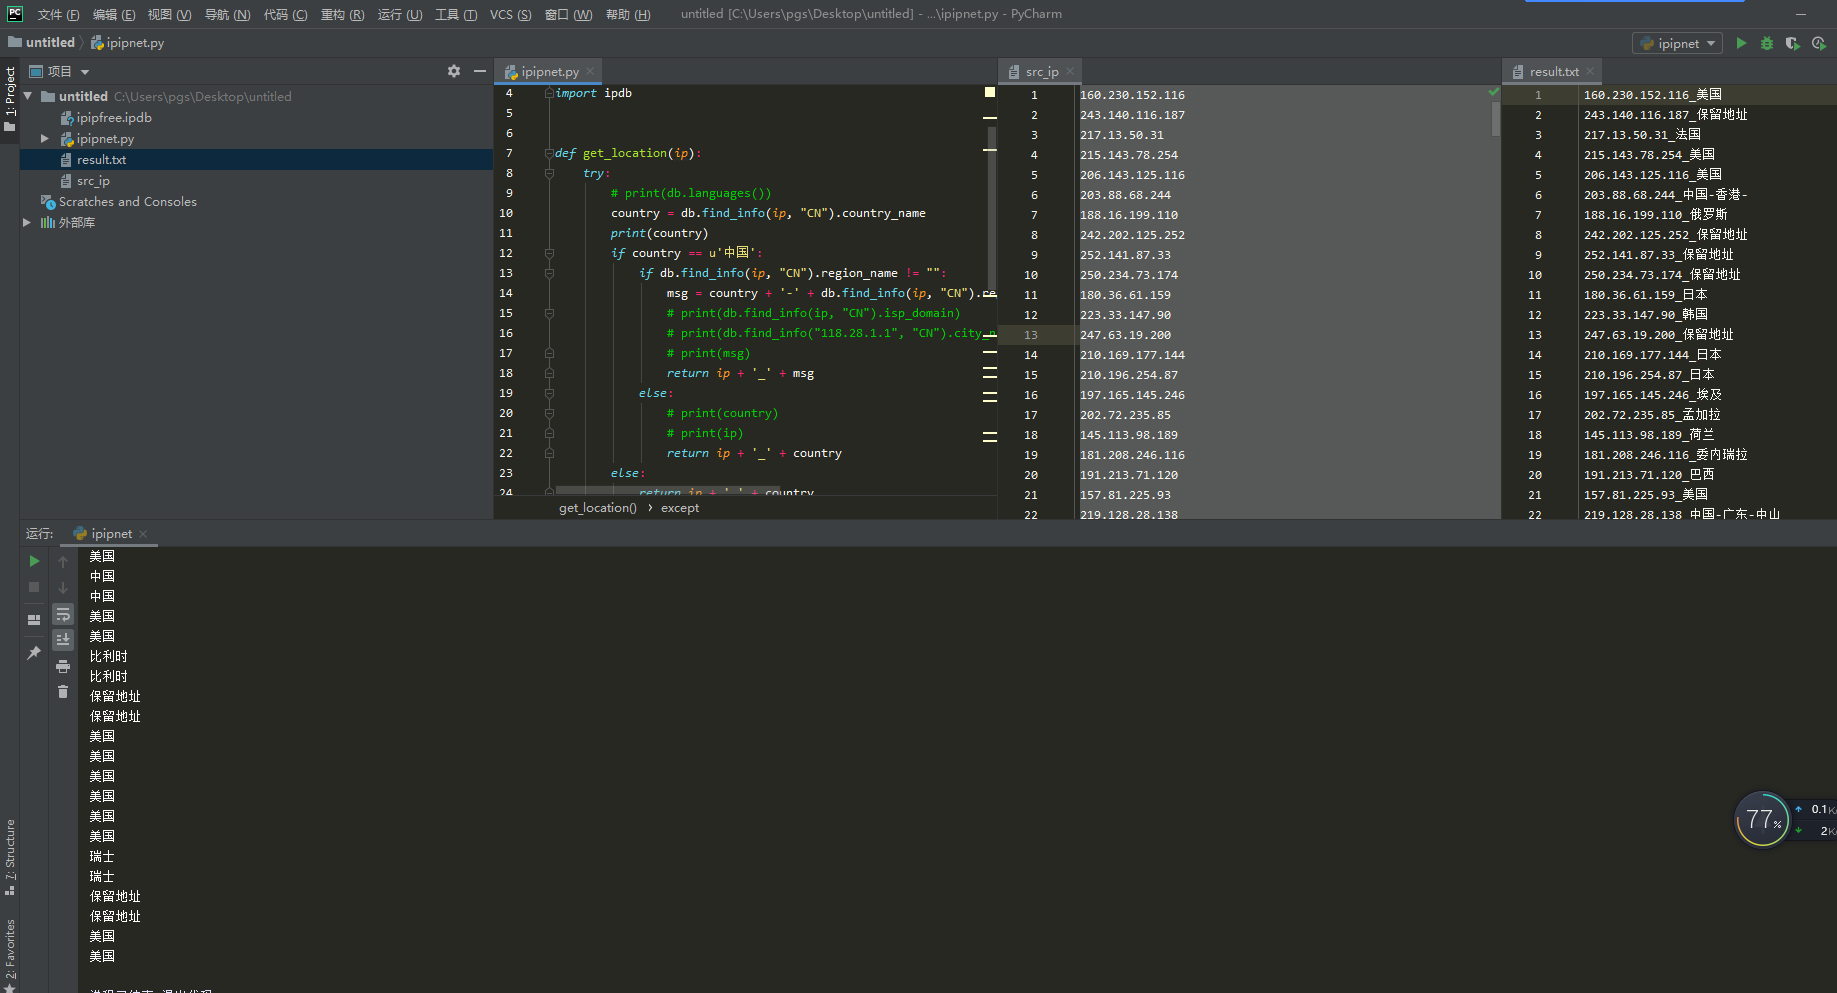 PC 文件 (F) 编辑 (E) 视图 (V) 导航 (N) 代码 (C) 重构 (R) 运行 (U) 工具 (T) VCS (S) 窗口 (W) 帮助 (H) untitled [C:\Users\pgs\Desktop\untitled] - ...\ipipnet.py - PyCharm
untitled ipipnet.py
ipipnet
1: Project
项目
untitled C:\Users\pgs\Desktop\untitled
ipipfree.ipdb
ipipnet.py
result.txt
src_ip
Scratches and Consoles
外部库
ipipnet.py
4 import ipdb
5
6
7 def get_location(ip):
8 try:
9 # print(db.languages())
10 country = db.find_info(ip, "CN").country_name
11 print(country)
12 if country == u'中国':
13 if db.find_info(ip, "CN").region_name != "":
14 msg = country + '-' + db.find_info(ip, "CN").re
15 # print(db.find_info(ip, "CN").isp_domain)
16 # print(db.find_info("118.28.1.1", "CN").city_n
17 # print(msg)
18 return ip + '_' + msg
19 else:
20 # print(country)
21 # print(ip)
22 return ip + '_' + country
23 else:
24 return ip + '_' + country
get_location() › except
src_ip
1 160.230.152.116
2 243.140.116.187
3 217.13.50.31
4 215.143.78.254
5 206.143.125.116
6 203.88.68.244
7 188.16.199.110
8 242.202.125.252
9 252.141.87.33
10 250.234.73.174
11 180.36.61.159
12 223.33.147.90
13 247.63.19.200
14 210.169.177.144
15 210.196.254.87
16 197.165.145.246
17 202.72.235.85
18 145.113.98.189
19 181.208.246.116
20 191.213.71.120
21 157.81.225.93
22 219.128.28.138
result.txt
1 160.230.152.116_美国
2 243.140.116.187_保留地址
3 217.13.50.31_法国
4 215.143.78.254_美国
5 206.143.125.116_美国
6 203.88.68.244_中国-香港-
7 188.16.199.110_俄罗斯
8 242.202.125.252_保留地址
9 252.141.87.33_保留地址
10 250.234.73.174_保留地址
11 180.36.61.159_日本
12 223.33.147.90_韩国
13 247.63.19.200_保留地址
14 210.169.177.144_日本
15 210.196.254.87_日本
16 197.165.145.246_埃及
17 202.72.235.85_孟加拉
18 145.113.98.189_荷兰
19 181.208.246.116_委内瑞拉
20 191.213.71.120_巴西
21 157.81.225.93_美国
22 219.128.28.138_中国-广东-中山
运行: ipipnet
美国
中国
中国
美国
美国
比利时
比利时
保留地址
保留地址
美国
美国
美国
美国
美国
美国
瑞士
瑞士
保留地址
保留地址
美国
美国
7: Structure
2: Favorites
77%
0.1K
2K